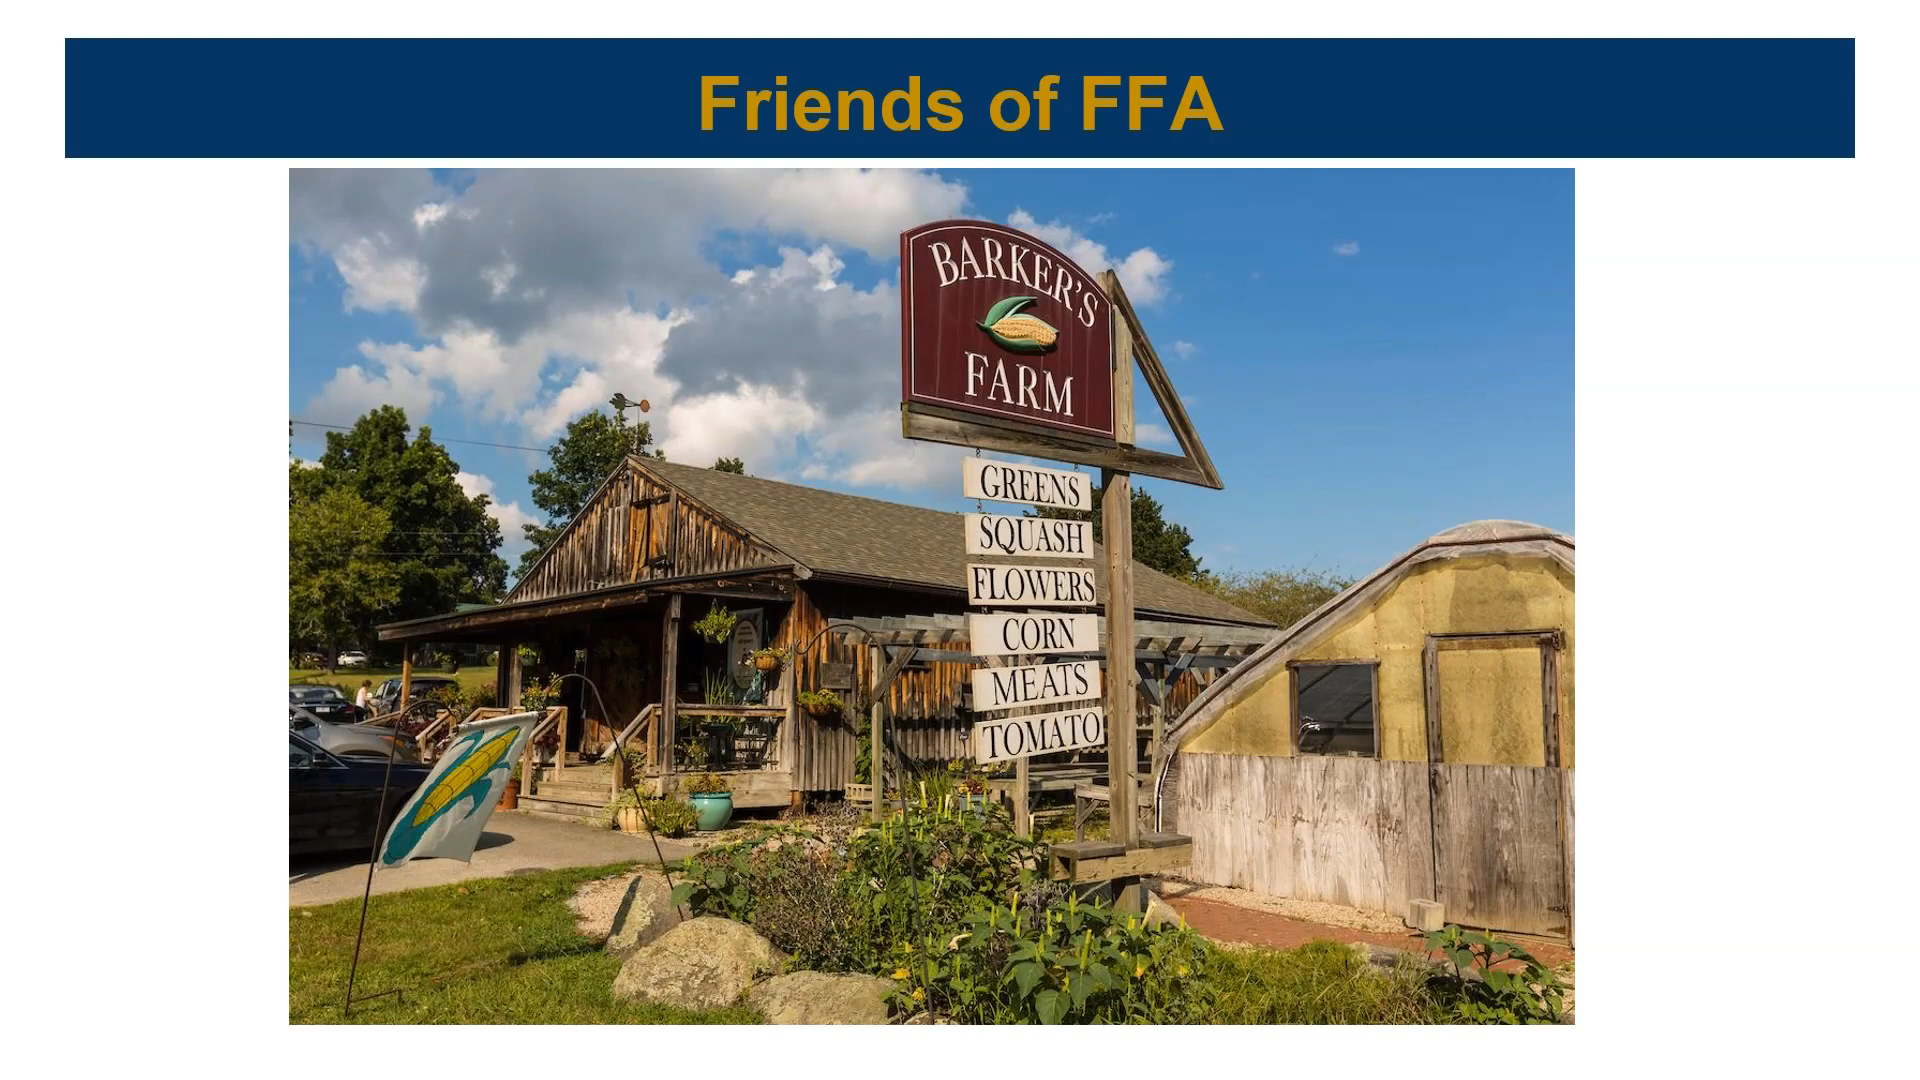 Friends of FFA
BARKER'S
FARM
GREENS
SQUASH
FLOWERS
CORN
MEATS
TOMATO